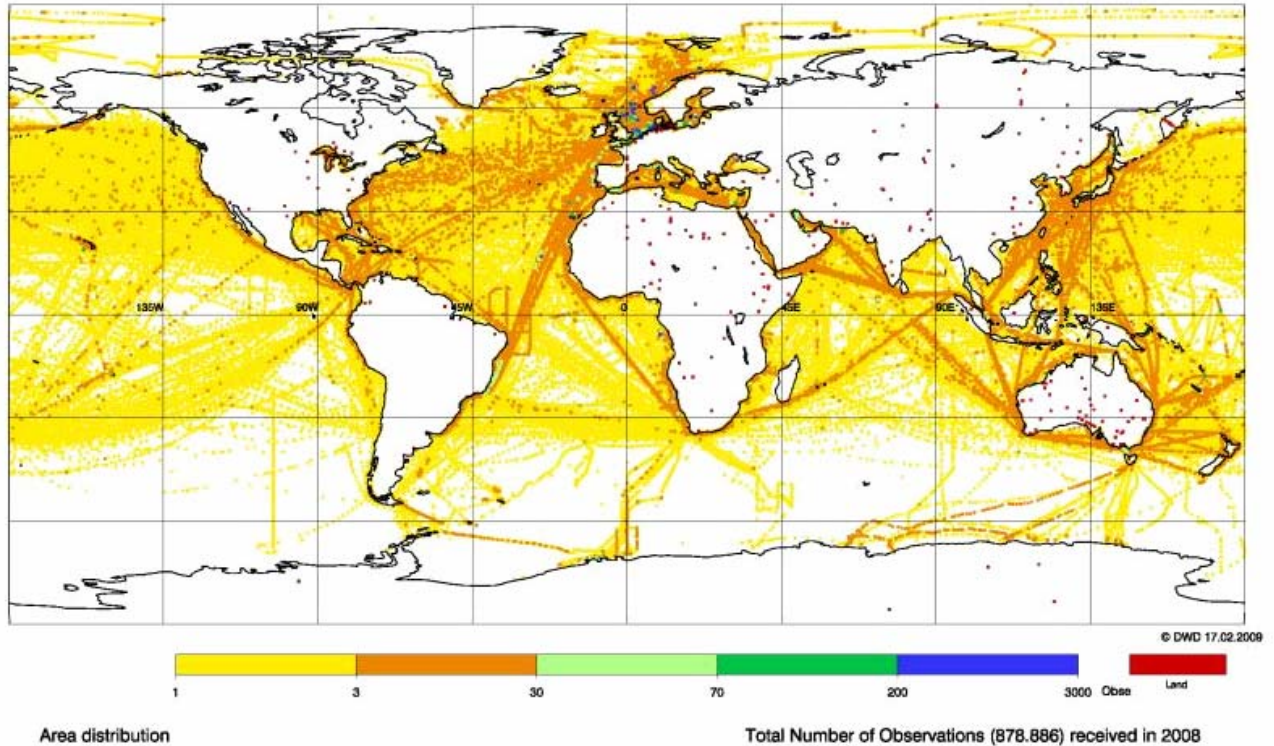 135W 90W 45W 0 45E 90E 135E
© DWD 17.02.2009
1 3 30 70 200 3000 Obse Land
Area distribution Total Number of Observations (878.886) received in 2008